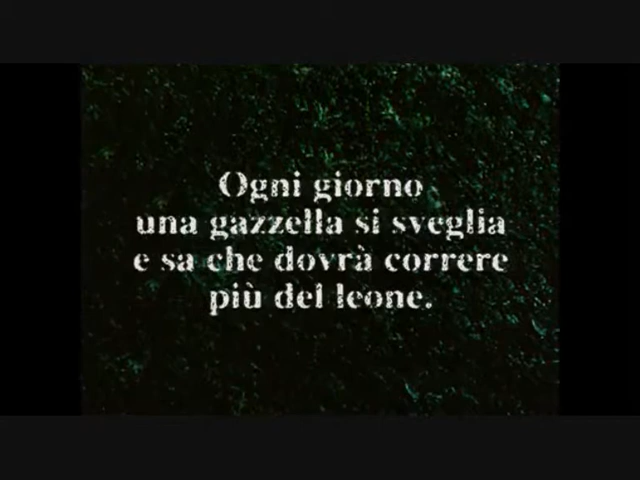 Ogni giorno
una gazzella si sveglia
e sa che dovrà correre
più del leone.